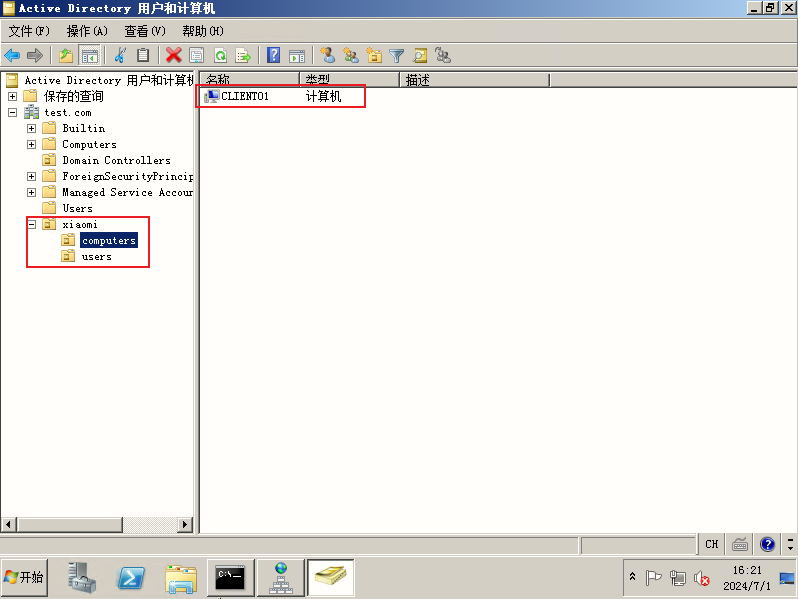 Active Directory 用户和计算机
文件(F) 操作(A) 查看(V) 帮助(H)
Active Directory 用户和计算机
保存的查询
test.com
Builtin
Computers
Domain Controllers
ForeignSecurityPrincip
Managed Service Accoun
Users
xiaomi
computers
users
名称 类型 描述
CLIENT01 计算机
CH
开始
C:\
16:21
2024/7/1